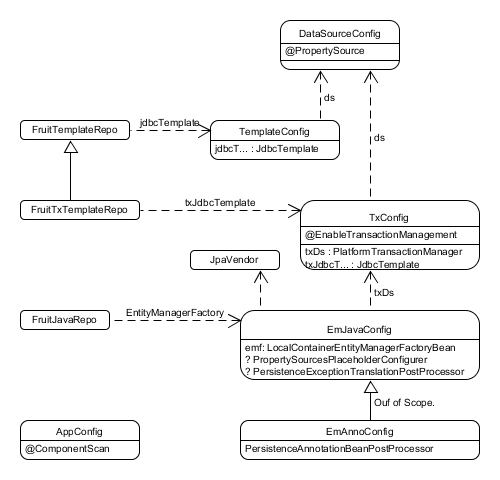 DataSourceConfig
@PropertySource
ds
jdbcTemplate
FruitTemplateRepo
TemplateConfig
jdbcT... : JdbcTemplate
ds
txJdbcTemplate
FruitTxTemplateRepo
TxConfig
@EnableTransactionManagement
txDs : PlatformTransactionManager
txJdbcT... : JdbcTemplate
JpaVendor
txDs
EntityManagerFactory
FruitJavaRepo
EmJavaConfig
emf: LocalContainerEntityManagerFactoryBean
? PropertySourcesPlaceholderConfigurer
? PersistenceExceptionTranslationPostProcessor
Ouf of Scope.
AppConfig
@ComponentScan
EmAnnoConfig
PersistenceAnnotationBeanPostProcessor